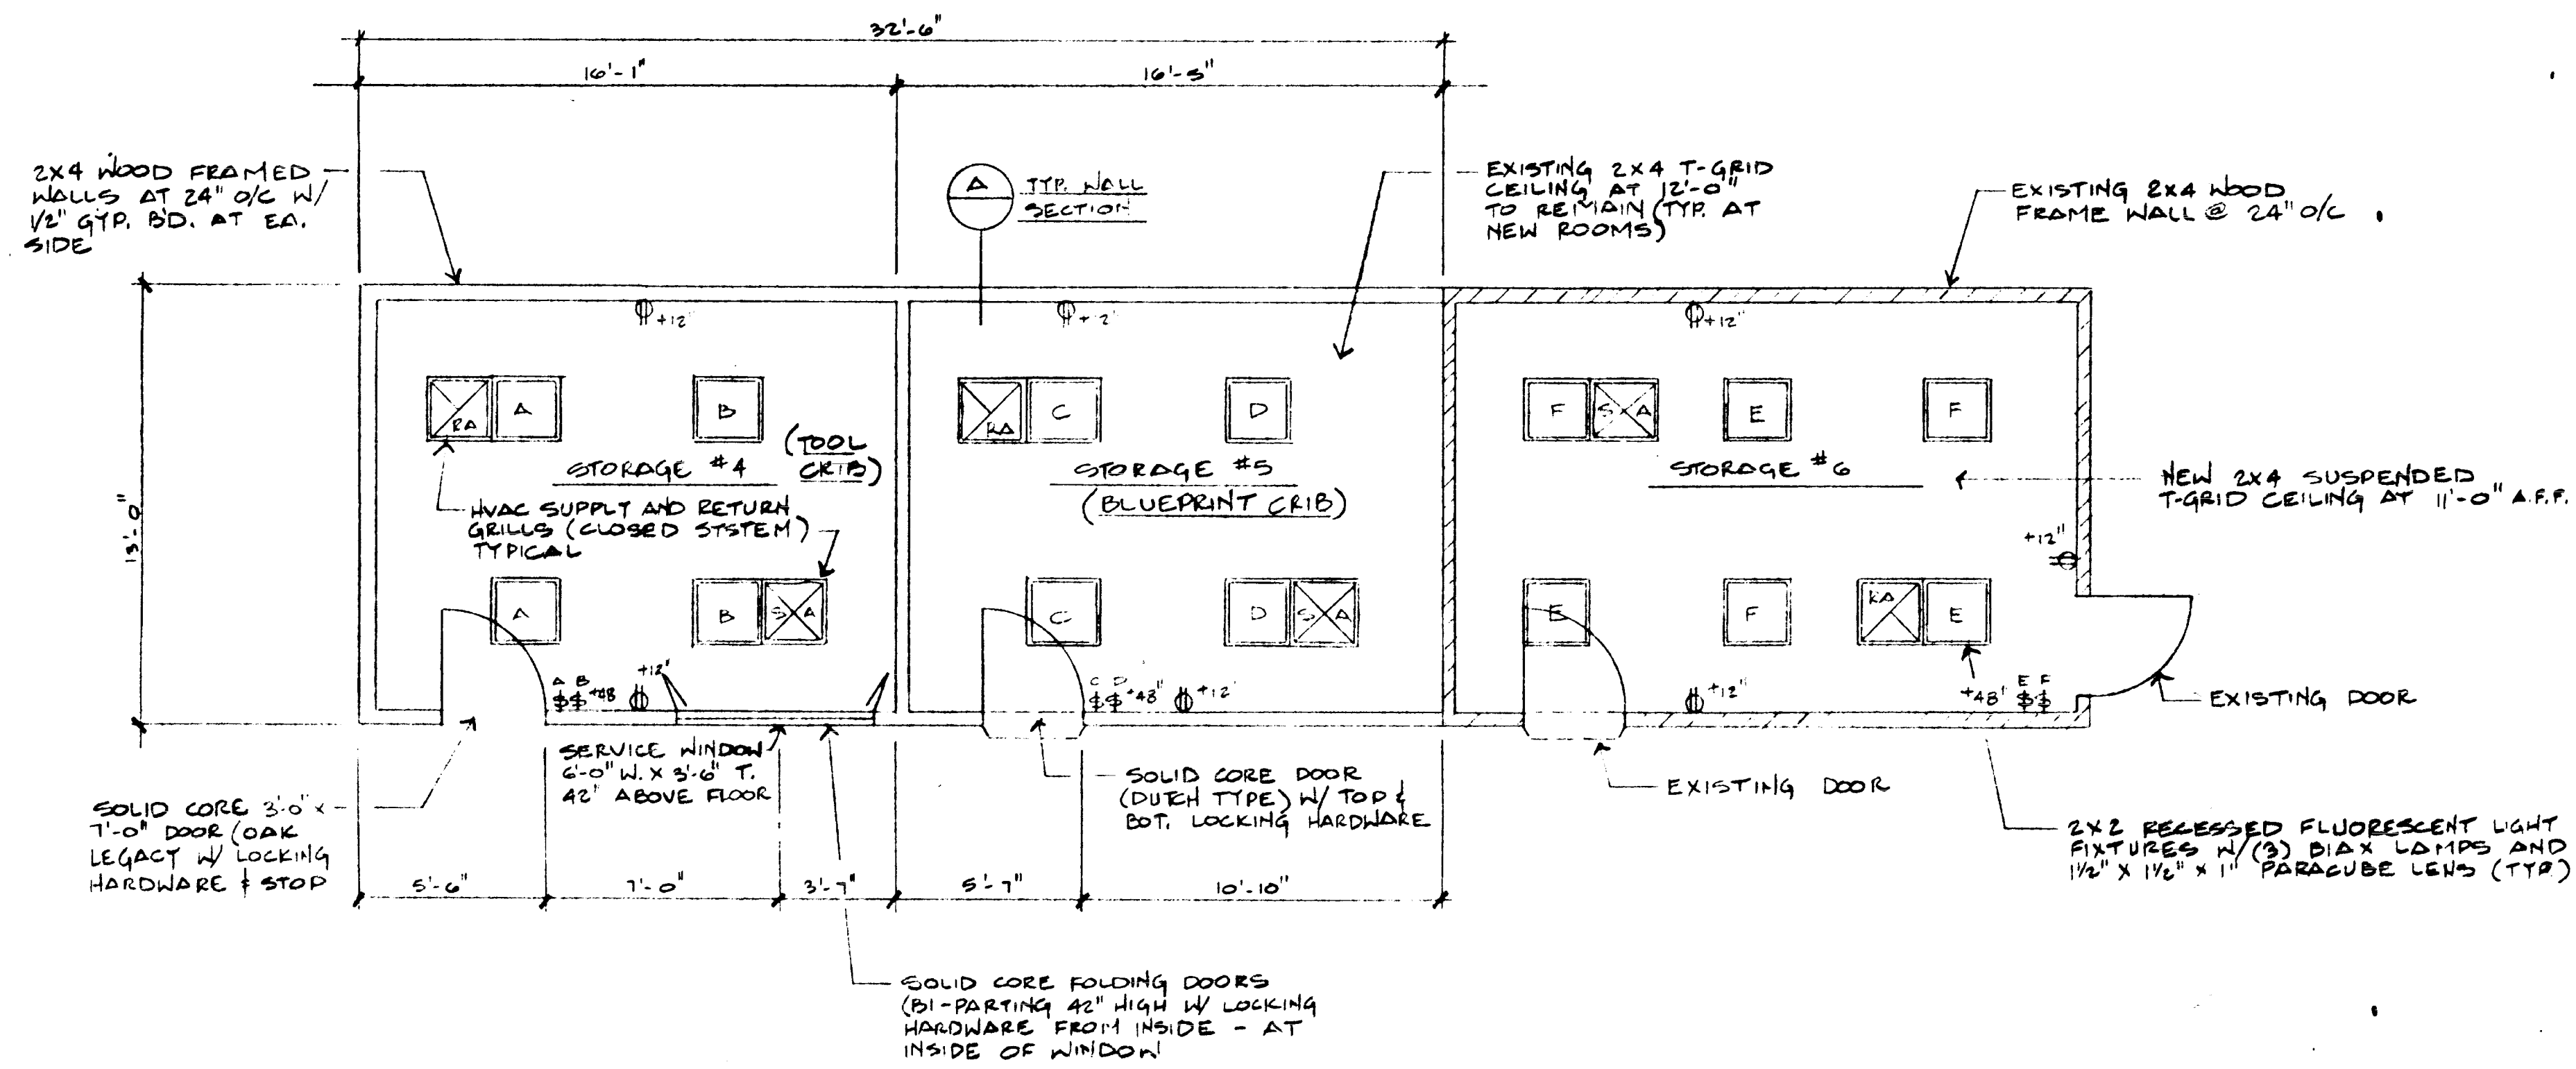 32'-6"
16'-1"
16'-5"
2X4 WOOD FRAMED
WALLS AT 24" O/C W/
1/2" GYP. BD. AT EA.
SIDE
A
TYP. WALL
SECTION
EXISTING 2X4 T-GRID
CEILING AT 12'-0"
TO REMAIN (TYP. AT
NEW ROOMS)
EXISTING 2X4 WOOD
FRAME WALL @ 24" O/C
13'-0"
+12"
+12"
+12"
RA A
B
RA C
D
F S A
E
F
STORAGE #4
(TOOL
CRIB)
STORAGE #5
(BLUEPRINT CRIB)
STORAGE #6
HVAC SUPPLY AND RETURN
GRILLS (CLOSED SYSTEM)
TYPICAL
NEW 2X4 SUSPENDED
T-GRID CEILING AT 11'-0" A.F.F.
+12"
A
B S A
C
D S A
E
F
RA E
A B
$$ +48
+12"
C D
$$ +48"
+12"
+12"
E F
+48" $$
EXISTING DOOR
SERVICE WINDOW
6'-0" W. X 3'-6" T.
42" ABOVE FLOOR
SOLID CORE 3'-0" X
7'-0" DOOR (OAK
LEGACY W/ LOCKING
HARDWARE & STOP
SOLID CORE DOOR
(DUTCH TYPE) W/ TOP &
BOT. LOCKING HARDWARE
EXISTING DOOR
2X2 RECESSED FLUORESCENT LIGHT
FIXTURES W/ (3) BIAX LAMPS AND
1 1/2" X 1 1/2" X 1" PARACUBE LENS (TYP.)
5'-6"
7'-0"
3'-7"
5'-7"
10'-10"
SOLID CORE FOLDING DOORS
(BI-PARTING 42" HIGH W/ LOCKING
HARDWARE FROM INSIDE - AT
INSIDE OF WINDOW